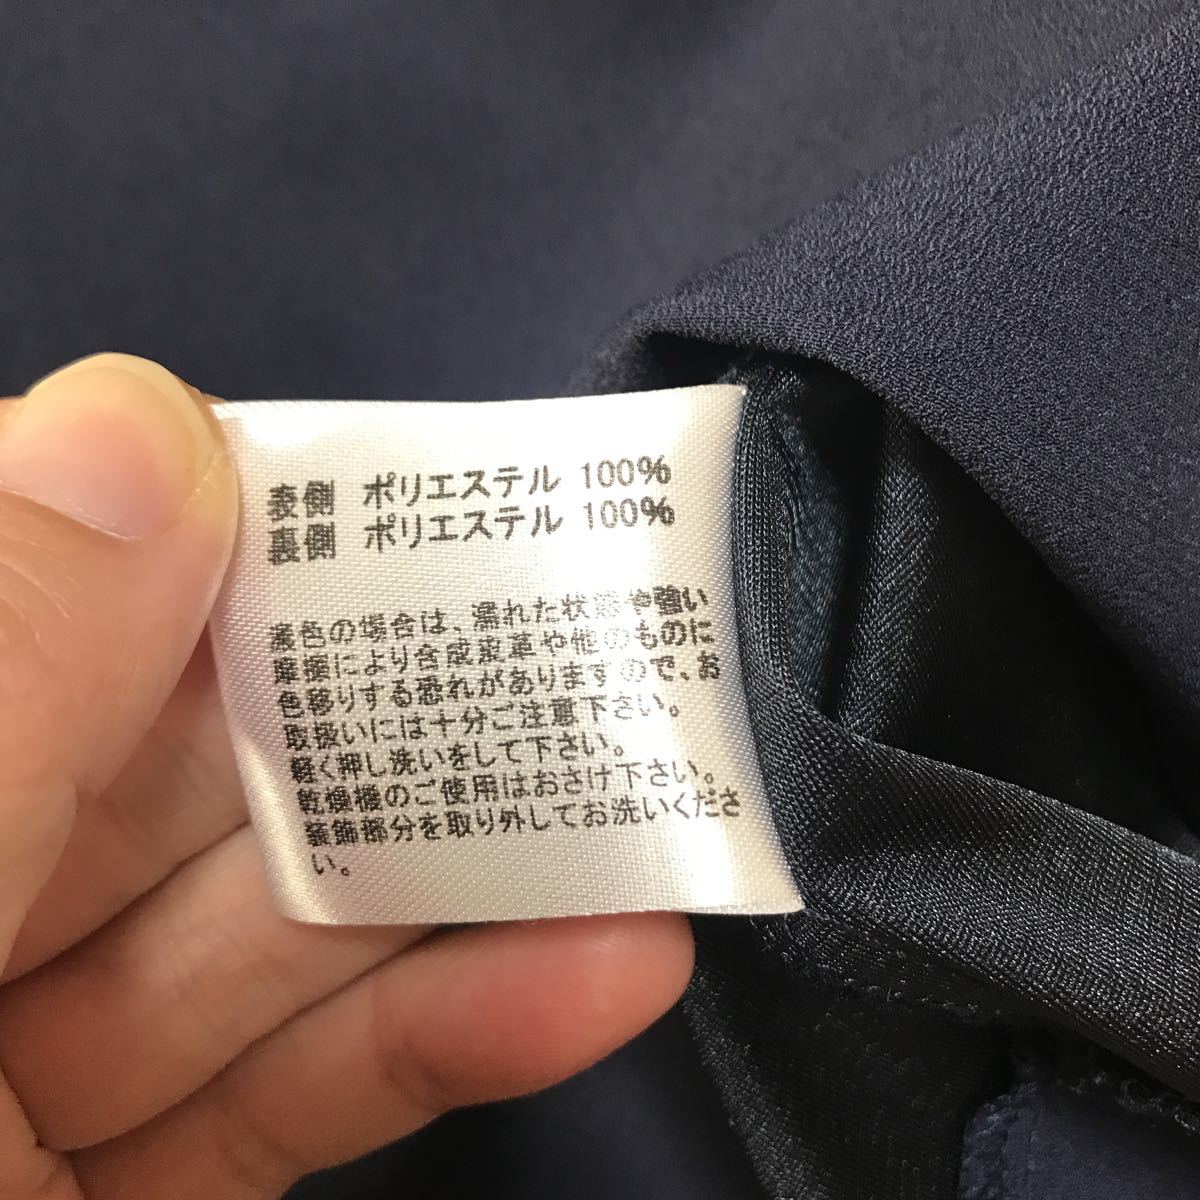 表側 ポリエステル 100%
裏側 ポリエステル 100%
濃色の場合は、濡れた状態や強い
摩擦により合成皮革や他のものに
色移りする恐れがありますので、お
取扱いには十分ご注意下さい。
軽く押し洗いをして下さい。
乾燥機のご使用はおさけ下さい。
装飾部分を取り外してお洗いくださ
い。